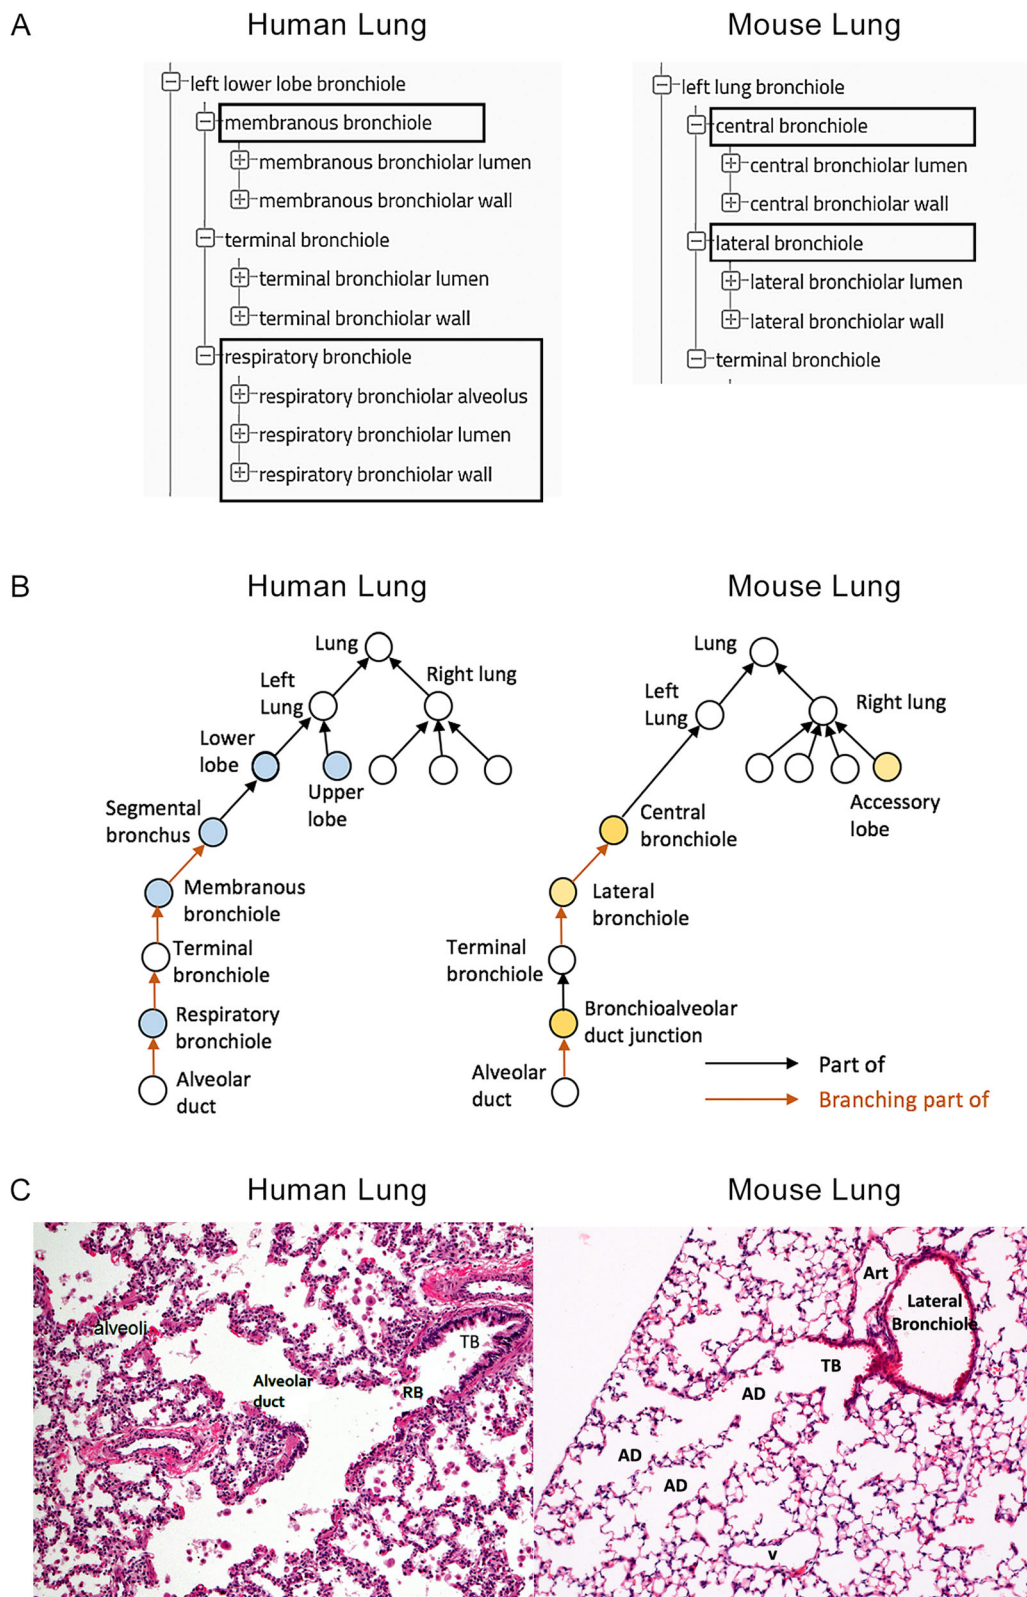 A
Human Lung
Mouse Lung
left lower lobe bronchiole
membranous bronchiole
membranous bronchiolar lumen
membranous bronchiolar wall
terminal bronchiole
terminal bronchiolar lumen
terminal bronchiolar wall
respiratory bronchiole
respiratory bronchiolar alveolus
respiratory bronchiolar lumen
respiratory bronchiolar wall
left lung bronchiole
central bronchiole
central bronchiolar lumen
central bronchiolar wall
lateral bronchiole
lateral bronchiolar lumen
lateral bronchiolar wall
terminal bronchiole
B
Human Lung
Mouse Lung
Lung
Left
Lung
Right lung
Lower
lobe
Upper
lobe
Segmental
bronchus
Membranous
bronchiole
Terminal
bronchiole
Respiratory
bronchiole
Alveolar
duct
Lung
Left
Lung
Right lung
Accessory
lobe
Central
bronchiole
Lateral
bronchiole
Terminal
bronchiole
Bronchioalveolar
duct junction
Alveolar
duct
Part of
Branching part of
C
Human Lung
Mouse Lung
alveoli
TB
Alveolar
duct
RB
Art
Lateral
Bronchiole
TB
AD
AD
AD
v